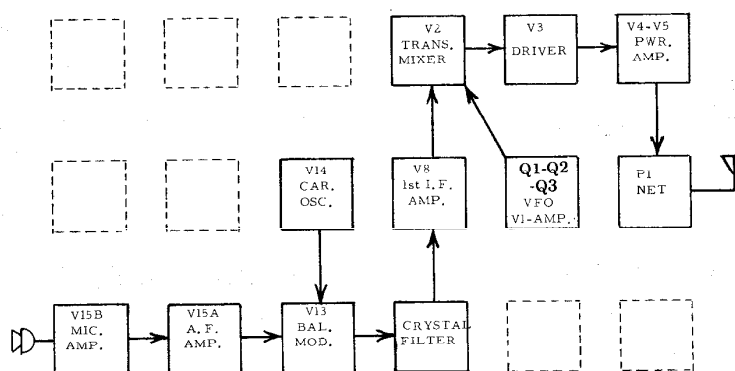 V2
TRANS.
MIXER
V3
DRIVER
V4-V5
PWR.
AMP.
V14
CAR.
OSC.
V8
1st I.F.
AMP.
Q1-Q2
-Q3
VFO
V1-AMP.
P1
NET
V15B
MIC.
AMP.
V15A
A.F.
AMP.
V13
BAL.
MOD.
CRYSTAL
FILTER